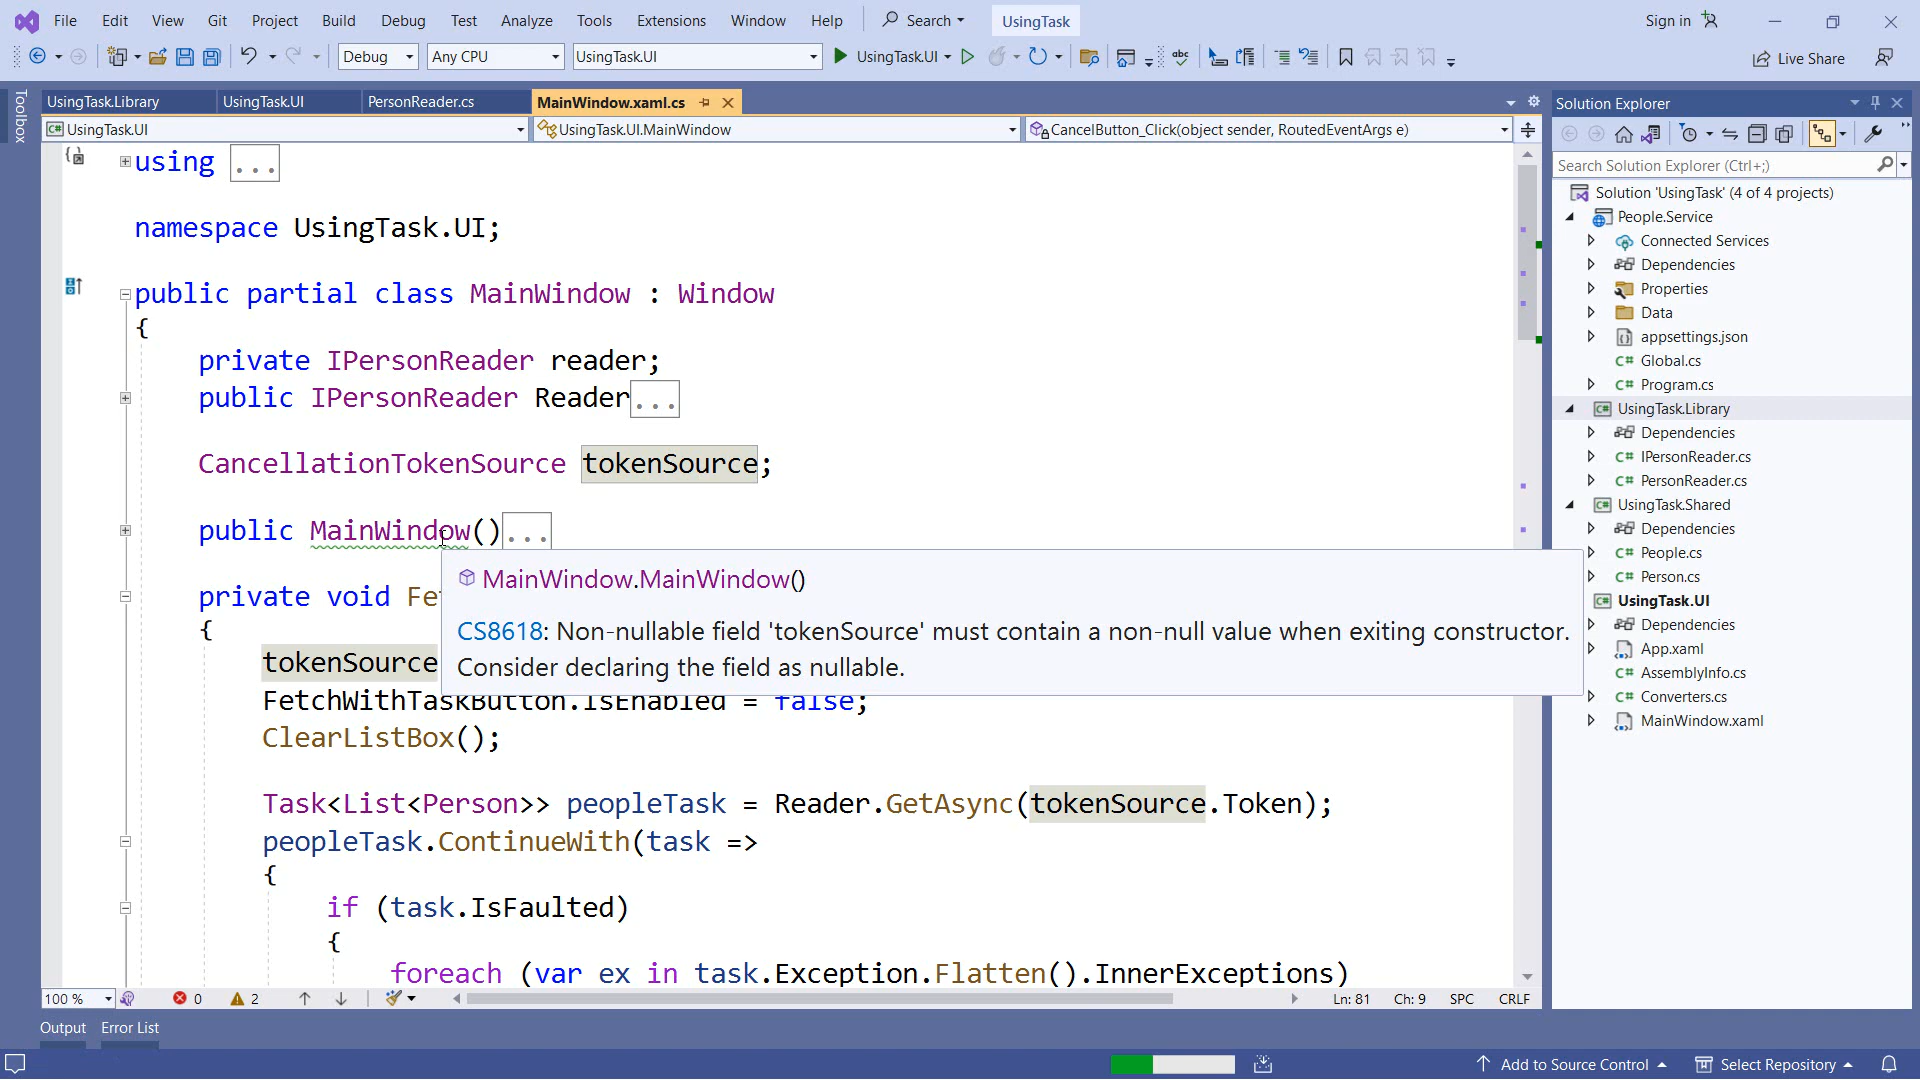 File Edit View Git Project Build Debug Test Analyze Tools Extensions Window Help Search UsingTask Sign in
Debug Any CPU UsingTask.UI UsingTask.UI Live Share
Toolbox
UsingTask.Library UsingTask.UI PersonReader.cs MainWindow.xaml.cs
UsingTask.UI UsingTask.UI.MainWindow CancelButton_Click(object sender, RoutedEventArgs e)
using ...
namespace UsingTask.UI;
public partial class MainWindow : Window
{
private IPersonReader reader;
public IPersonReader Reader...
CancellationTokenSource tokenSource;
public MainWindow()...
private void Fet
{
MainWindow.MainWindow()
CS8618: Non-nullable field 'tokenSource' must contain a non-null value when exiting constructor.
Consider declaring the field as nullable.
tokenSource
FetchWithTaskButton.IsEnabled = false;
ClearListBox();
Task<List<Person>> peopleTask = Reader.GetAsync(tokenSource.Token);
peopleTask.ContinueWith(task =>
{
if (task.IsFaulted)
{
foreach (var ex in task.Exception.Flatten().InnerExceptions)
100 % 0 2 Ln: 81 Ch: 9 SPC CRLF
Output Error List
Solution Explorer
Search Solution Explorer (Ctrl+;)
Solution 'UsingTask' (4 of 4 projects)
People.Service
Connected Services
Dependencies
Properties
Data
appsettings.json
Global.cs
Program.cs
UsingTask.Library
Dependencies
IPersonReader.cs
PersonReader.cs
UsingTask.Shared
Dependencies
People.cs
Person.cs
UsingTask.UI
Dependencies
App.xaml
AssemblyInfo.cs
Converters.cs
MainWindow.xaml
Add to Source Control Select Repository